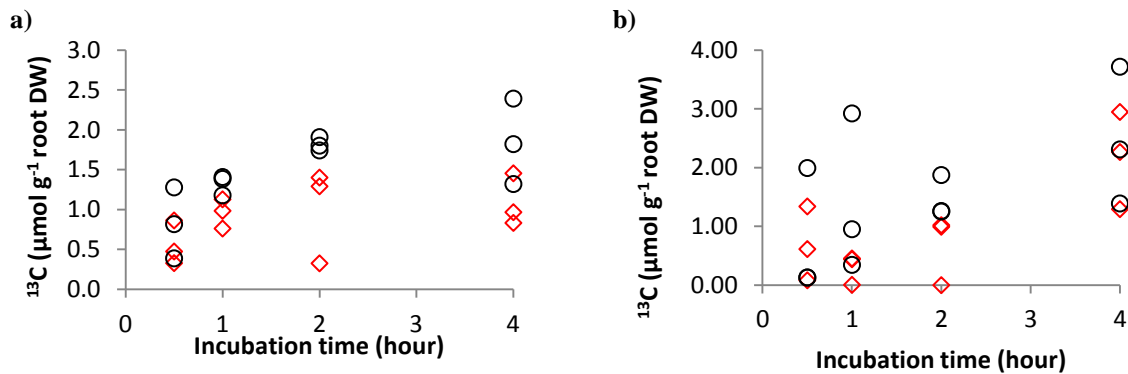 a)
¹³C (µmol g⁻¹ root DW)
3.0
2.5
2.0
1.5
1.0
0.5
0.0
0 1 2 3 4
Incubation time (hour)
b)
¹³C (µmol g⁻¹ root DW)
4.00
3.00
2.00
1.00
0.00
0 1 2 3 4
Incubation time (hour)